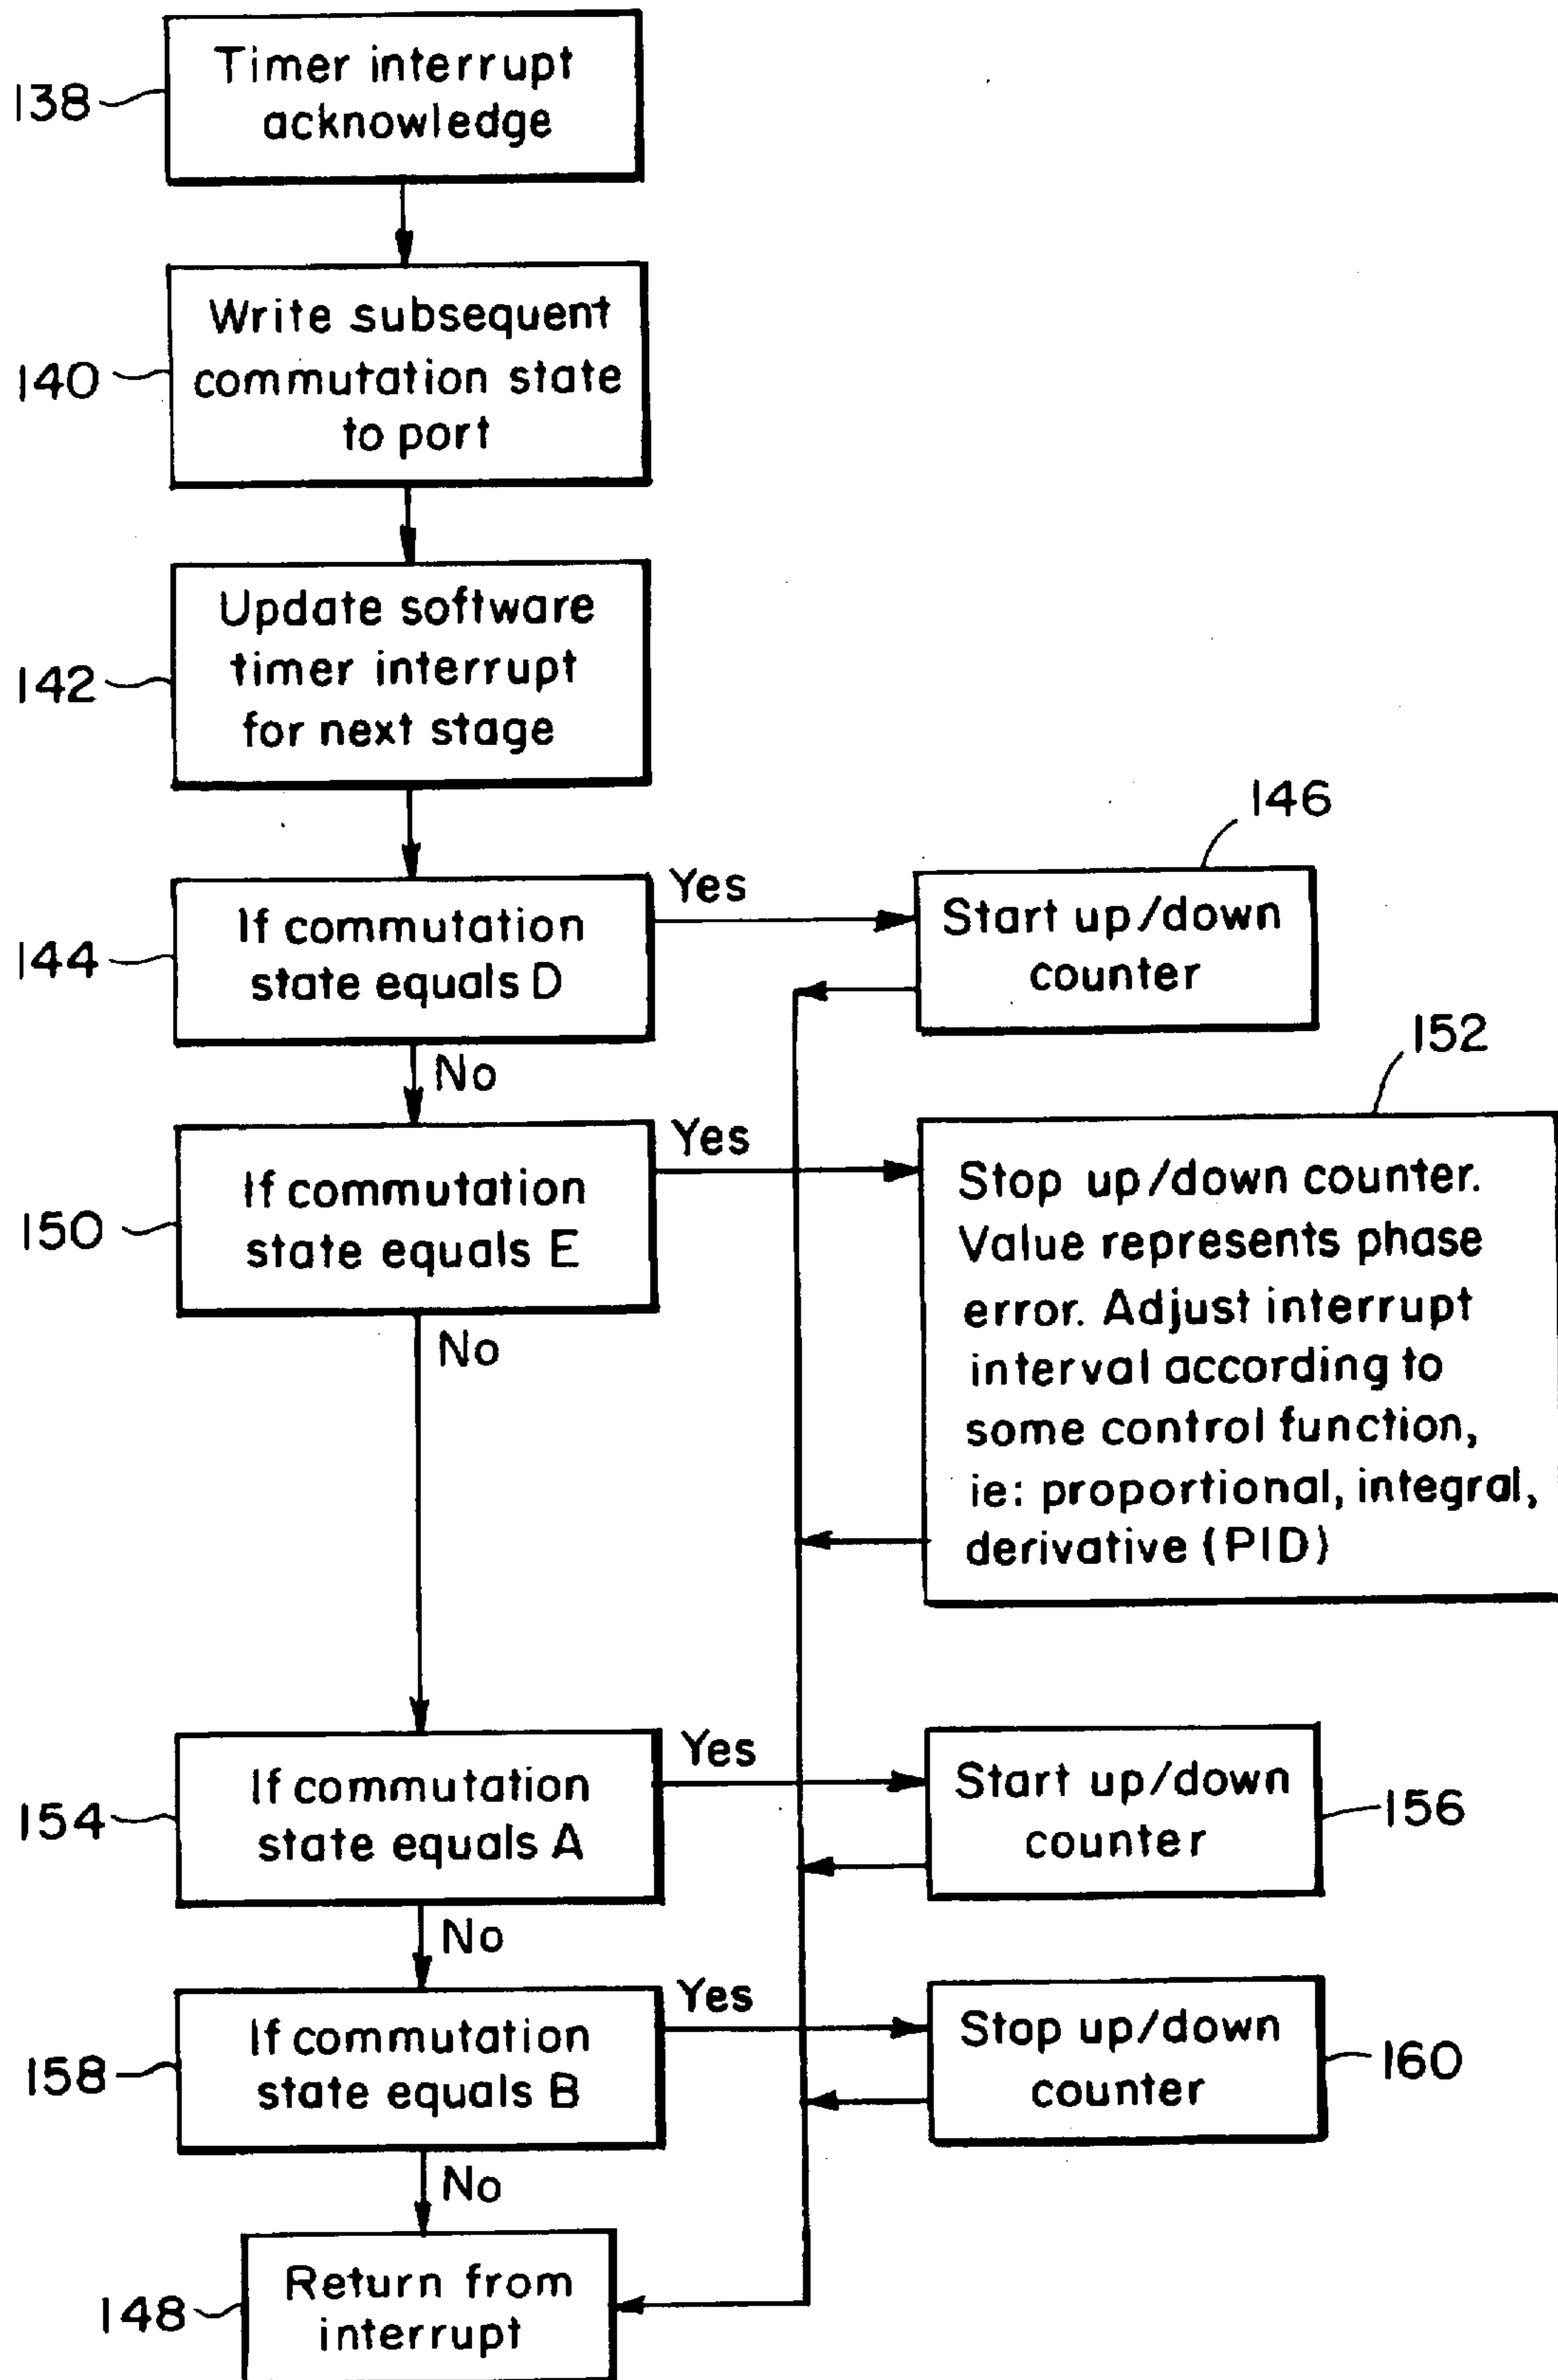 Timer interrupt
acknowledge
138
Write subsequent
commutation state
to port
140
Update software
timer interrupt
for next stage
142
146
If commutation
state equals D
144
Yes
Start up/down
counter
No
152
If commutation
state equals E
150
Yes
Stop up/down counter.
Value represents phase
error. Adjust interrupt
interval according to
some control function,
ie: proportional, integral,
derivative (PID)
No
If commutation
state equals A
154
Yes
Start up/down
counter
156
No
If commutation
state equals B
158
Yes
Stop up/down
counter
160
No
Return from
interrupt
148